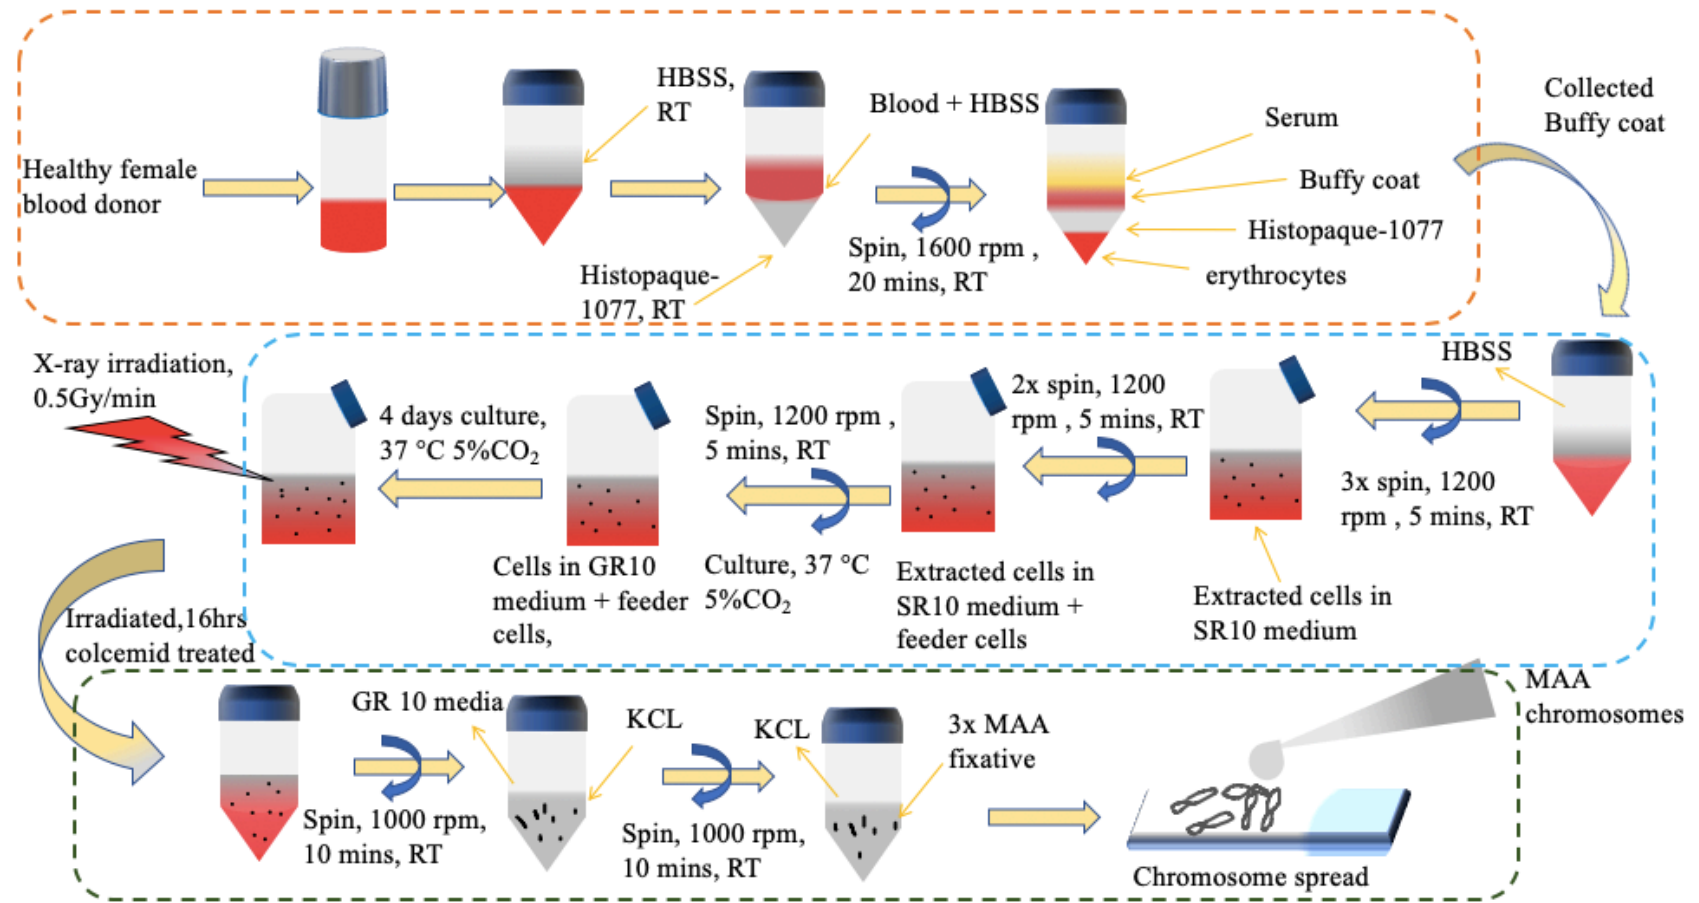 Healthy female
blood donor
HBSS,
RT
Histopaque-
1077, RT
Blood + HBSS
Spin, 1600 rpm ,
20 mins, RT
Serum
Buffy coat
Histopaque-1077
erythrocytes
Collected
Buffy coat
HBSS
3x spin, 1200
rpm , 5 mins, RT
Extracted cells in
SR10 medium
2x spin, 1200
rpm , 5 mins, RT
Extracted cells in
SR10 medium +
feeder cells
Spin, 1200 rpm ,
5 mins, RT
Culture, 37 °C
5%CO₂
Cells in GR10
medium + feeder
cells,
4 days culture,
37 °C 5%CO₂
X-ray irradiation,
0.5Gy/min
Irradiated,16hrs
colcemid treated
Spin, 1000 rpm,
10 mins, RT
GR 10 media
KCL
Spin, 1000 rpm,
10 mins, RT
KCL
3x MAA
fixative
MAA
chromosomes
Chromosome spread